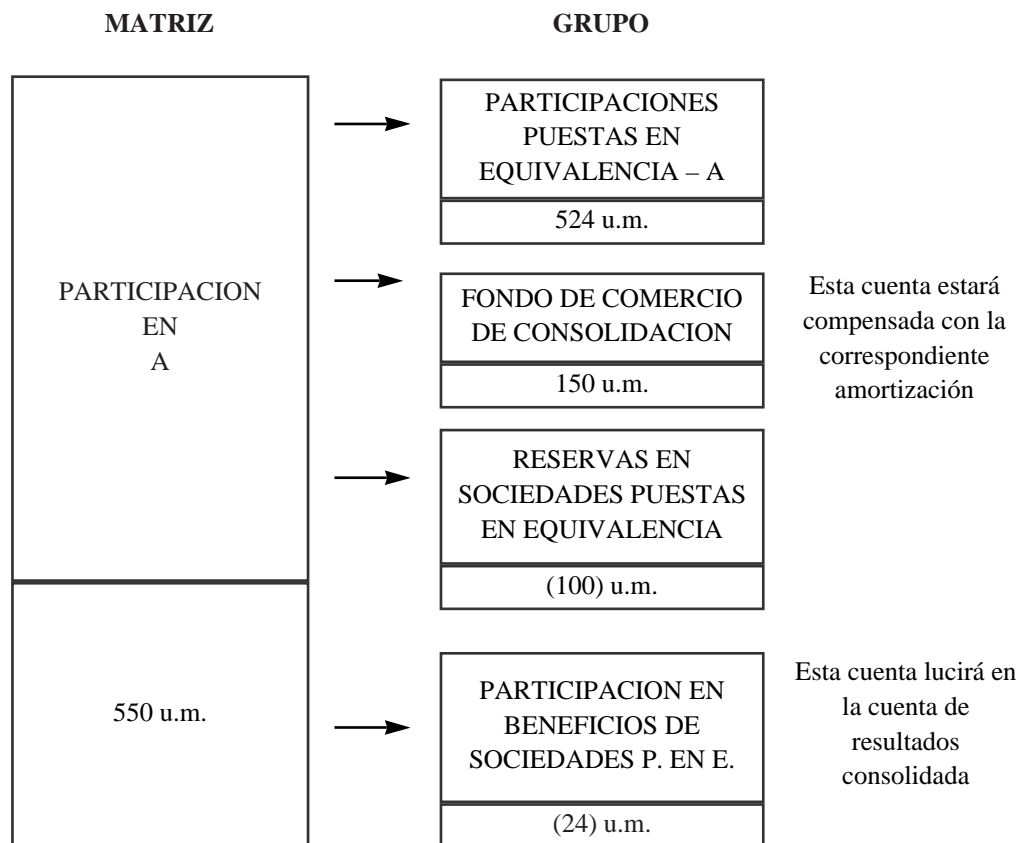 MATRIZ
GRUPO
PARTICIPACION
EN
A
550 u.m.
PARTICIPACIONES
PUESTAS EN
EQUIVALENCIA – A
524 u.m.
FONDO DE COMERCIO
DE CONSOLIDACION
150 u.m.
Esta cuenta estará
compensada con la
correspondiente
amortización
RESERVAS EN
SOCIEDADES PUESTAS
EN EQUIVALENCIA
(100) u.m.
PARTICIPACION EN
BENEFICIOS DE
SOCIEDADES P. EN E.
(24) u.m.
Esta cuenta lucirá en
la cuenta de
resultados
consolidada